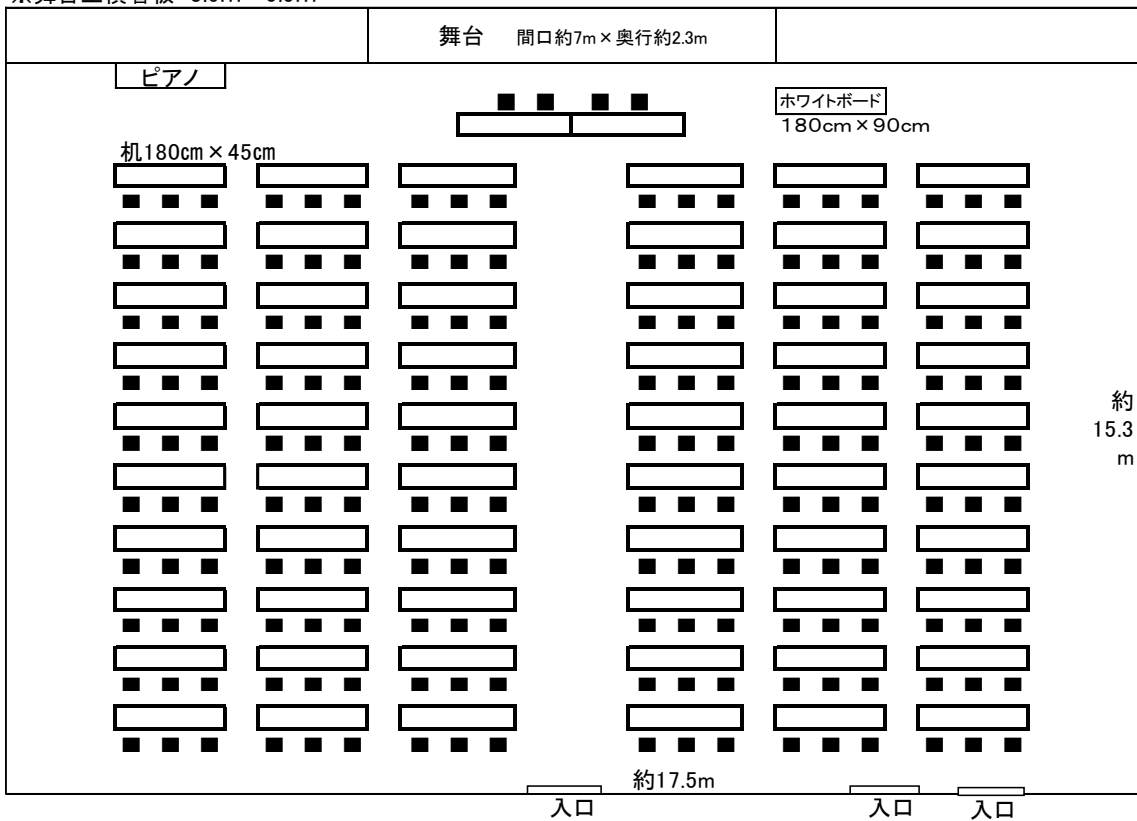 舞台 間口約7m×奥行約2.3m
ピアノ
ホワイトボード
180cm×90cm
机180cm×45cm
約
15.3
m
約17.5m
入口
入口
入口